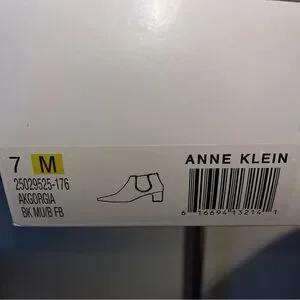 7 M
25029525-176
AKGORGIA
BK MU/B FB
ANNE KLEIN
6 16694 13214 1